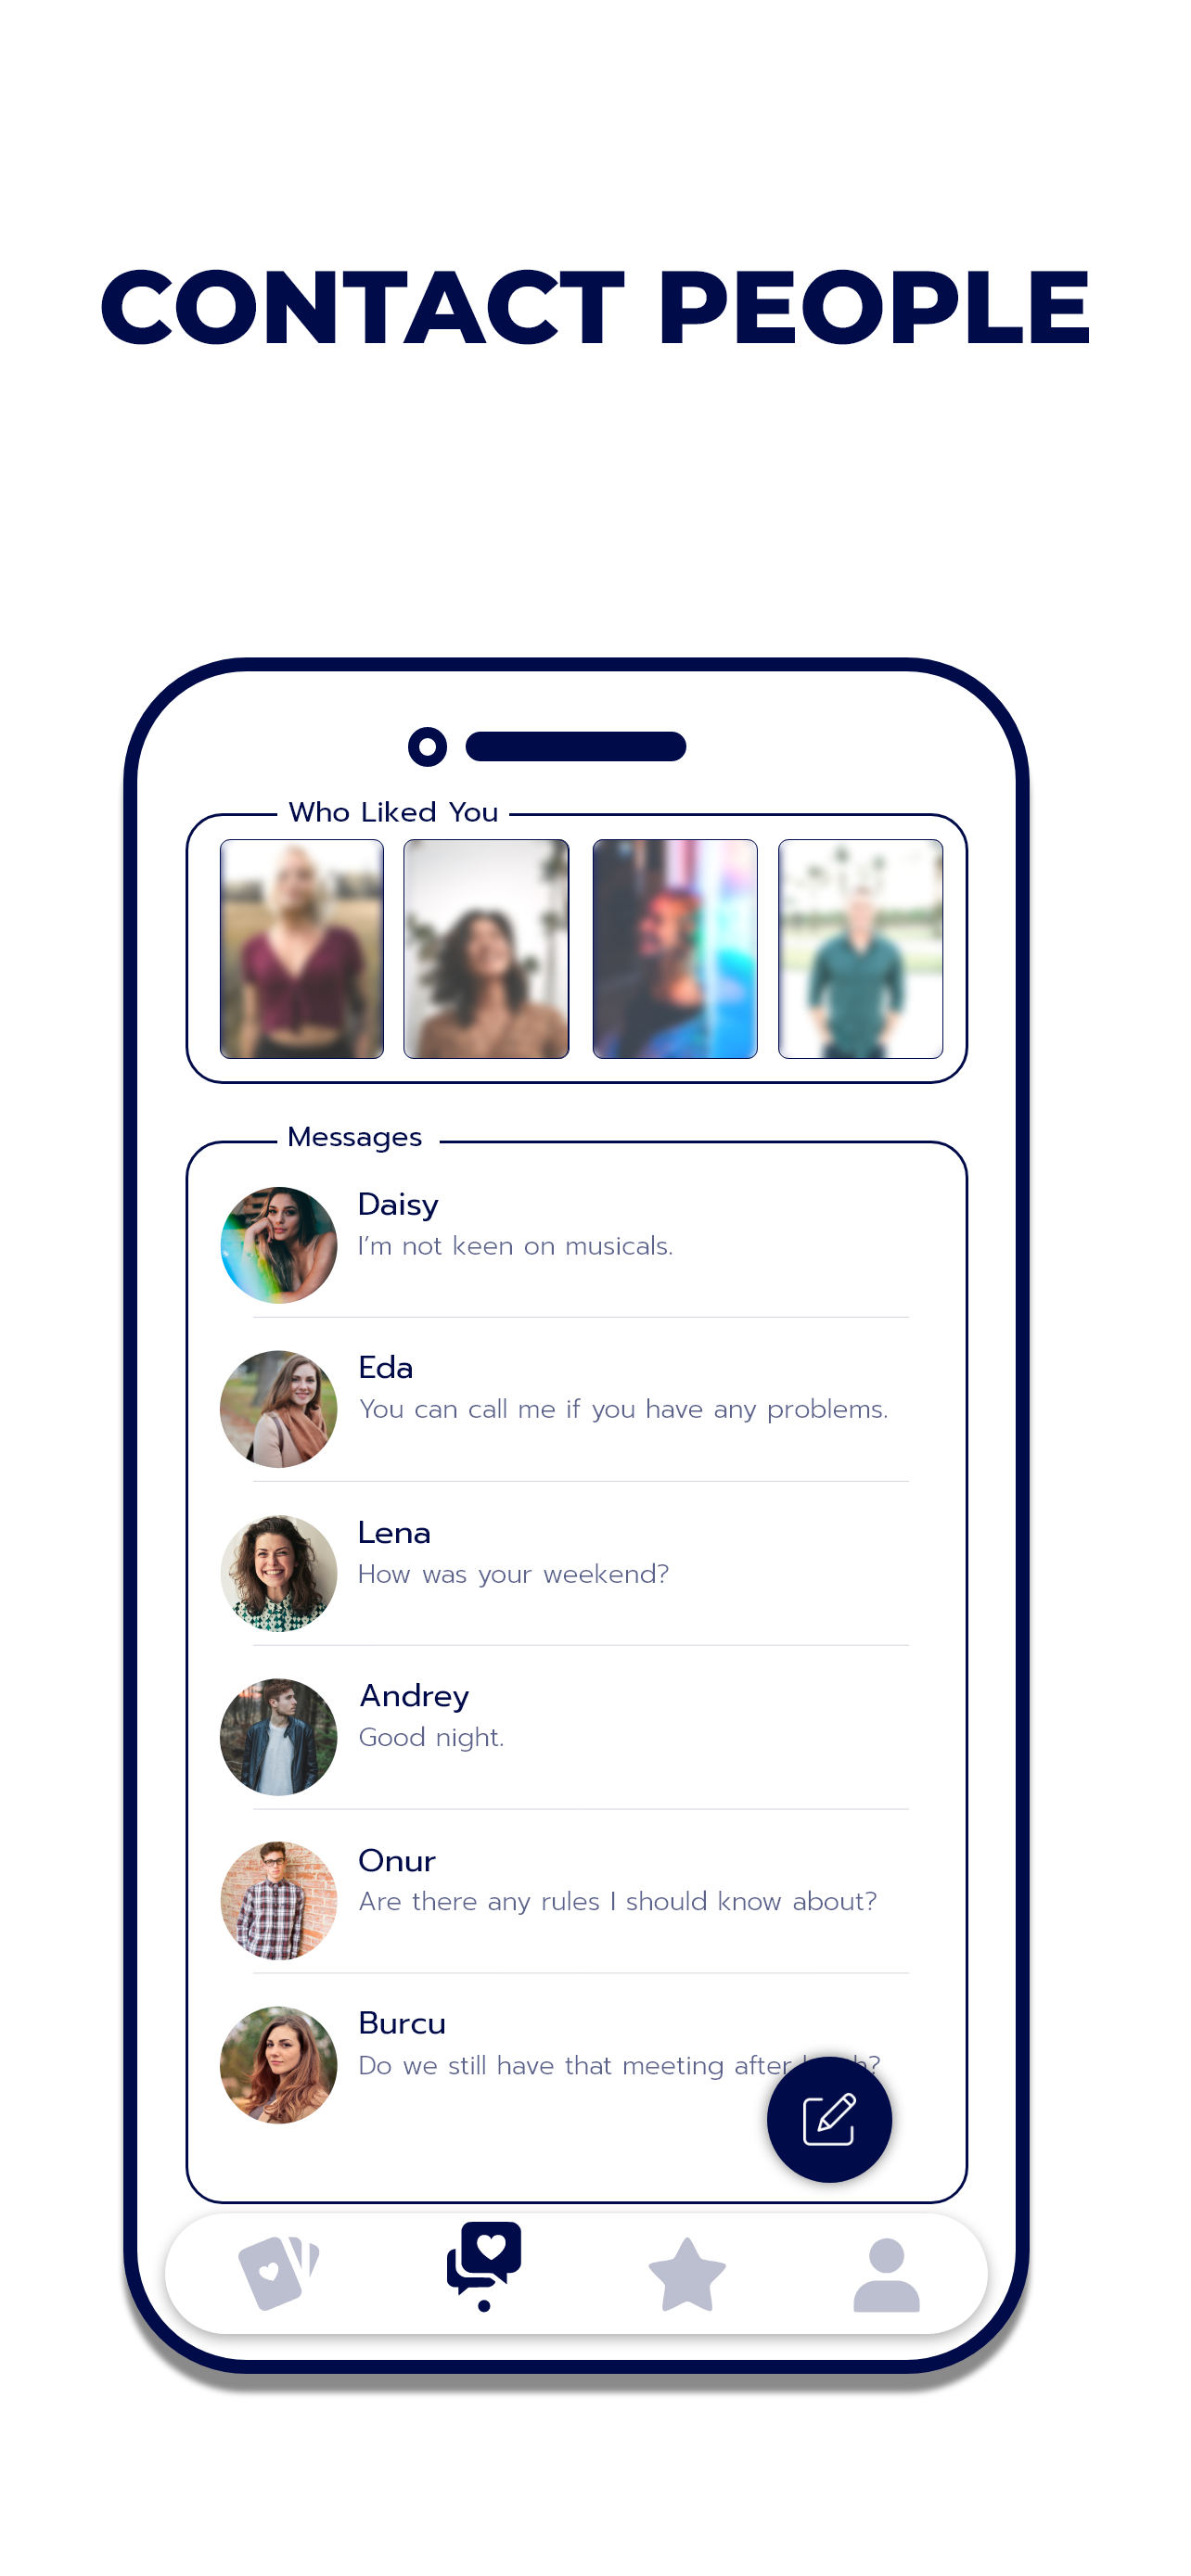 CONTACT PEOPLE
Who Liked You
Messages
Daisy
I'm not keen on musicals.
Eda
You can call me if you have any problems.
Lena
How was your weekend?
Andrey
Good night.
Onur
Are there any rules I should know about?
Burcu
Do we still have that meeting after